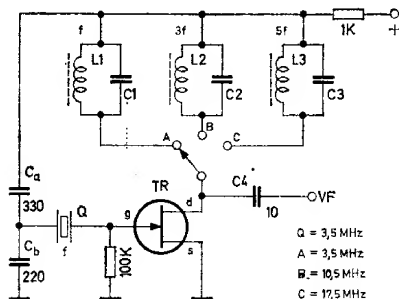 f 3f 5f 1K +
L1 L2 L3
C1 C2 C3
B
A C
Ca TR C4 VF
330 Q g d 10
Cb f s
220 100K
Q = 3,5 MHz
A = 3,5 MHz
B = 10,5 MHz
C = 17,5 MHz